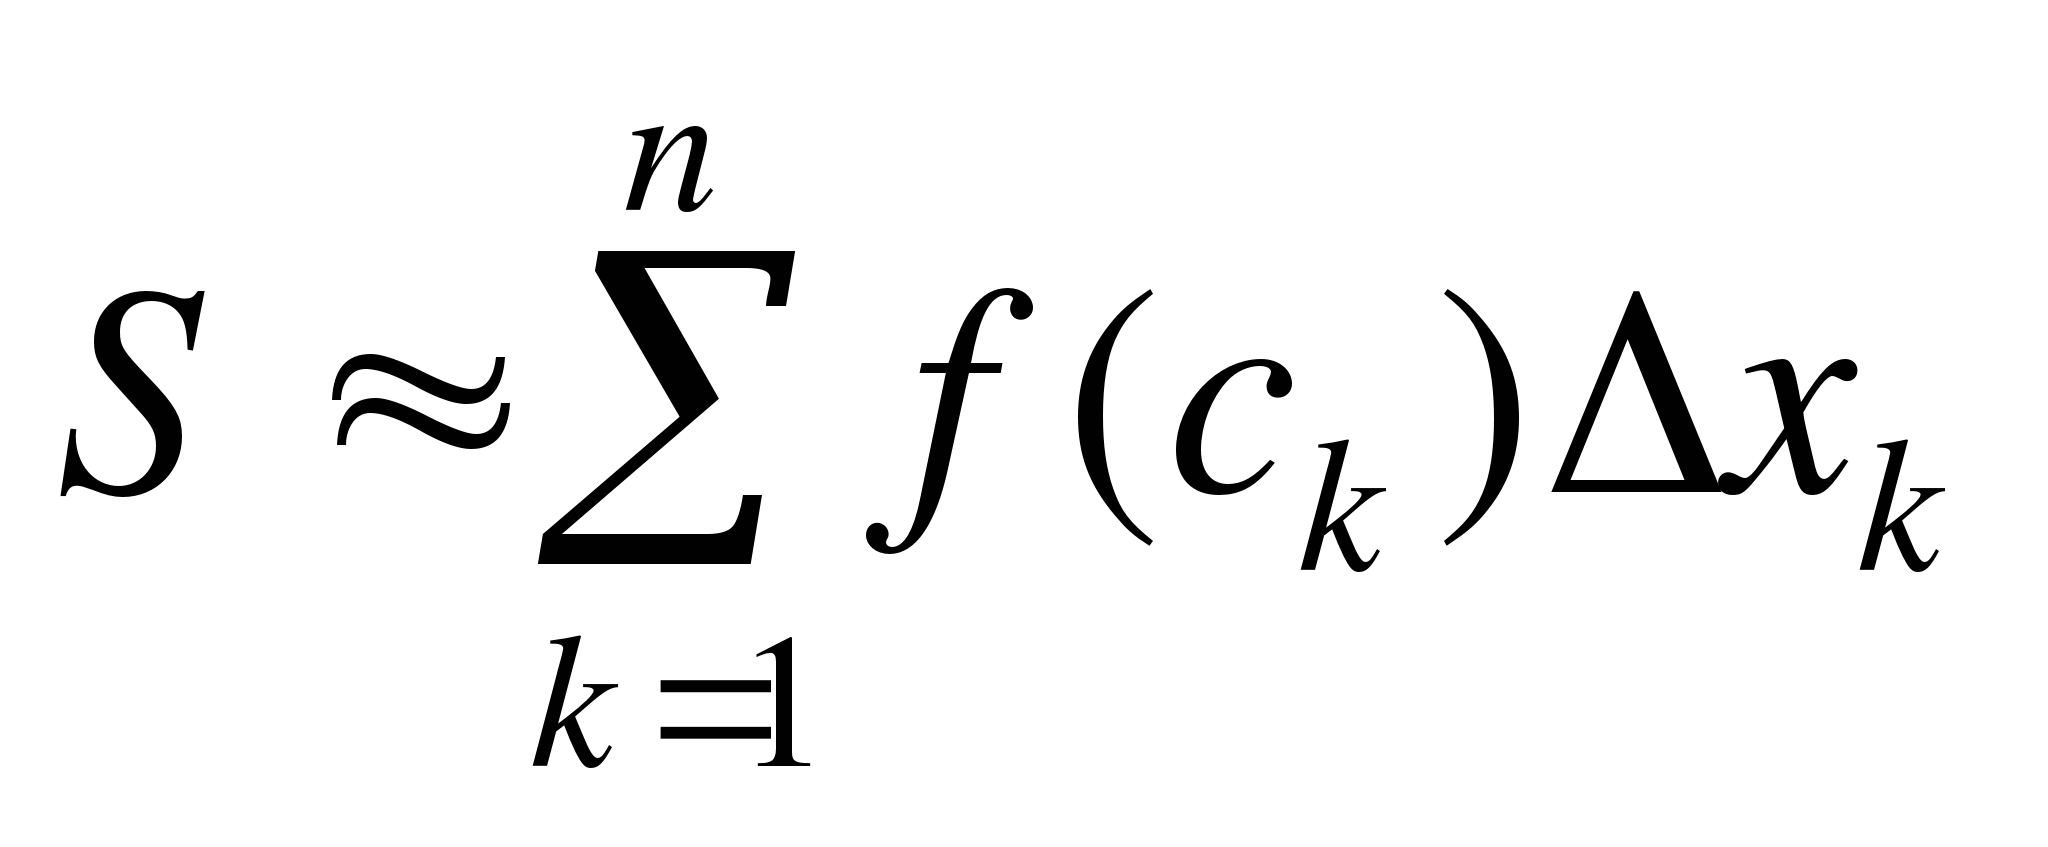 S ≈ ∑_{k=1}^{n} f(c_k)Δx_k